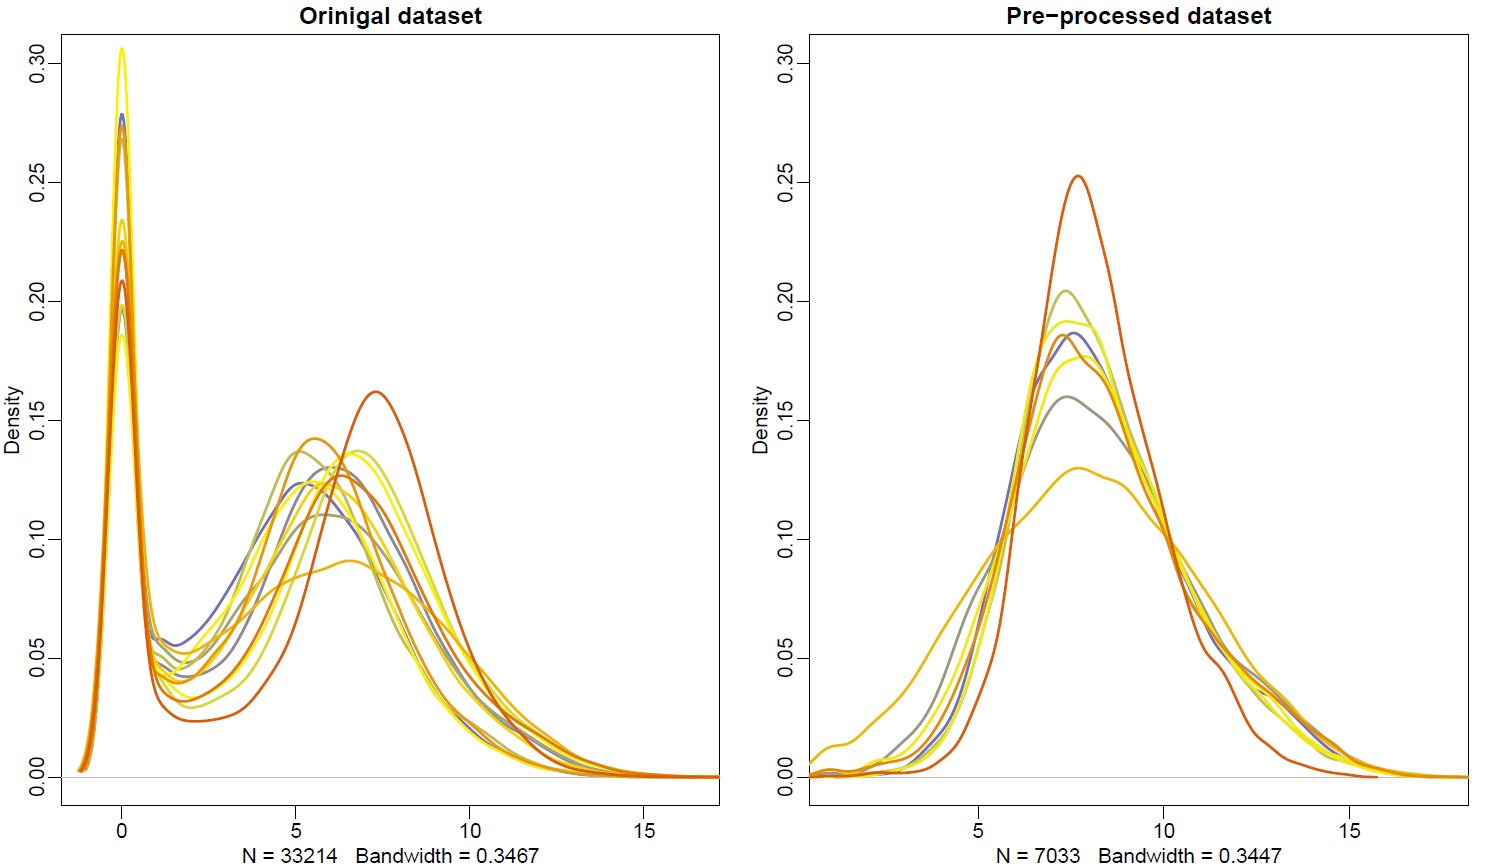 Orinigal dataset
Density
0.30
0.25
0.20
0.15
0.10
0.05
0.00
0 5 10 15
N = 33214 Bandwidth = 0.3467
Pre−processed dataset
Density
0.30
0.25
0.20
0.15
0.10
0.05
0.00
5 10 15
N = 7033 Bandwidth = 0.3447